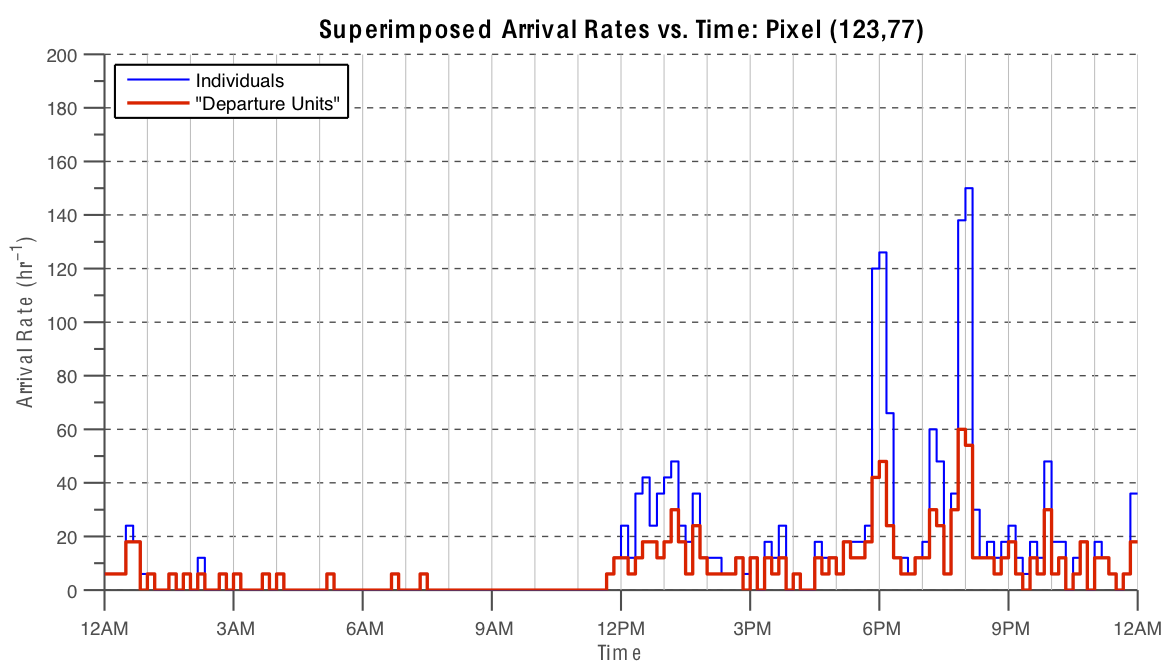 Superimposed Arrival Rates vs. Time: Pixel (123,77)
200
180
160
140
120
100
80
60
40
20
0
Individuals
"Departure Units"
Arrival Rate (hr⁻¹)
12AM 3AM 6AM 9AM 12PM 3PM 6PM 9PM 12AM
Time